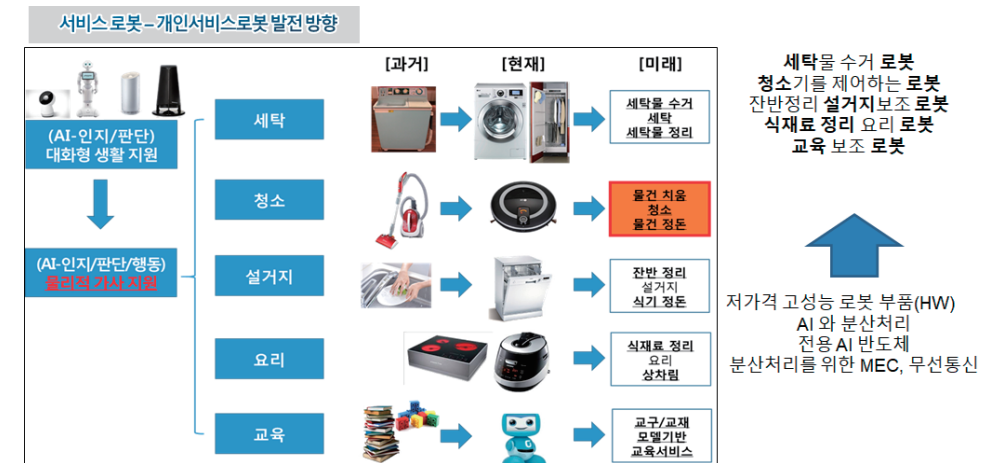 서비스 로봇 – 개인서비스로봇 발전 방향
[과거]
[현재]
[미래]
(AI-인지/판단)
대화형 생활 지원
(AI-인지/판단/행동)
물리적 가사 지원
세탁
세탁물 수거
세탁
세탁물 정리
청소
물건 치움
청소
물건 정돈
설거지
잔반 정리
설거지
식기 정돈
요리
식재료 정리
요리
상차림
교육
교구/교재
모델기반
교육서비스
세탁물 수거 로봇
청소기를 제어하는 로봇
잔반정리 설거지보조 로봇
식재료 정리 요리 로봇
교육 보조 로봇
저가격 고성능 로봇 부품(HW)
AI 와 분산처리
전용 AI 반도체
분산처리를 위한 MEC, 무선통신